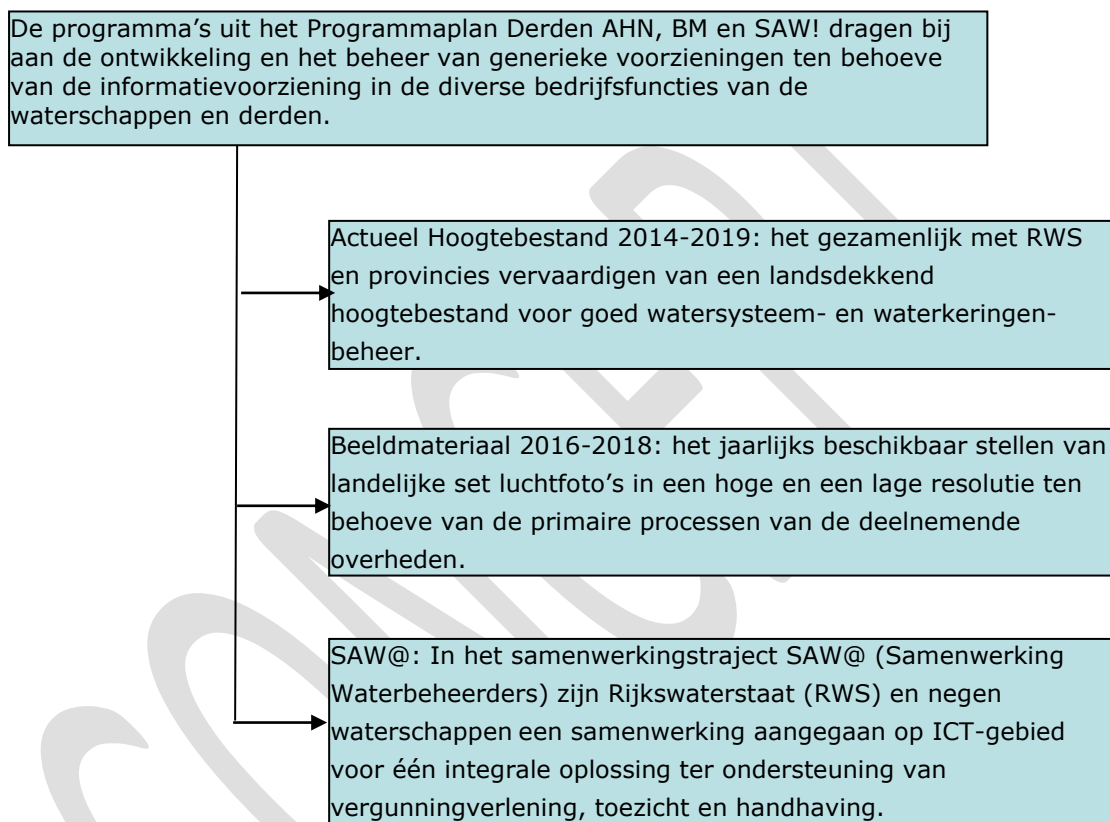 De programma’s uit het Programmaplan Derden AHN, BM en SAW! dragen bij
aan de ontwikkeling en het beheer van generieke voorzieningen ten behoeve
van de informatievoorziening in de diverse bedrijfsfuncties van de
waterschappen en derden.
Actueel Hoogtebestand 2014-2019: het gezamenlijk met RWS
en provincies vervaardigen van een landsdekkend
hoogtebestand voor goed watersysteem- en waterkeringen-
beheer.
Beeldmateriaal 2016-2018: het jaarlijks beschikbaar stellen van
landelijke set luchtfoto’s in een hoge en een lage resolutie ten
behoeve van de primaire processen van de deelnemende
overheden.
SAW@: In het samenwerkingstraject SAW@ (Samenwerking
Waterbeheerders) zijn Rijkswaterstaat (RWS) en negen
waterschappen een samenwerking aangegaan op ICT-gebied
voor één integrale oplossing ter ondersteuning van
vergunningverlening, toezicht en handhaving.
CONCEPT